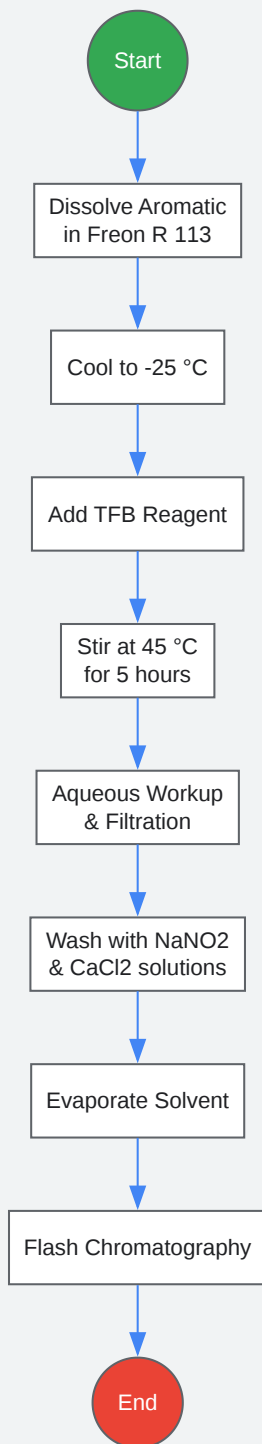 Start
Dissolve Aromatic
in Freon R 113
Cool to -25 °C
Add TFB Reagent
Stir at 45 °C
for 5 hours
Aqueous Workup
& Filtration
Wash with NaNO2
& CaCl2 solutions
Evaporate Solvent
Flash Chromatography
End